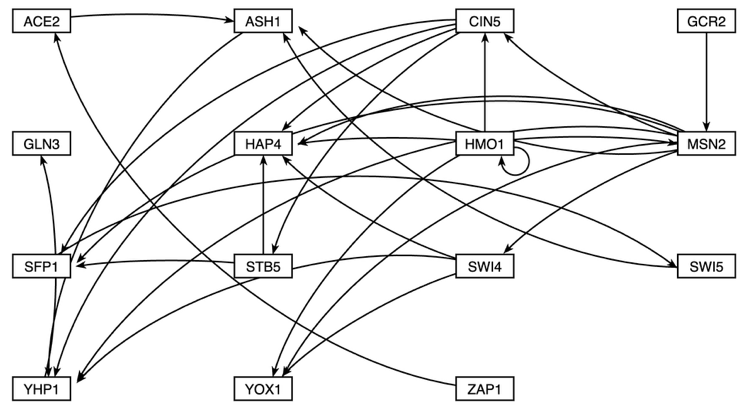 ACE2
ASH1
CIN5
GCR2
GLN3
HAP4
HMO1
MSN2
SFP1
STB5
SWI4
SWI5
YHP1
YOX1
ZAP1